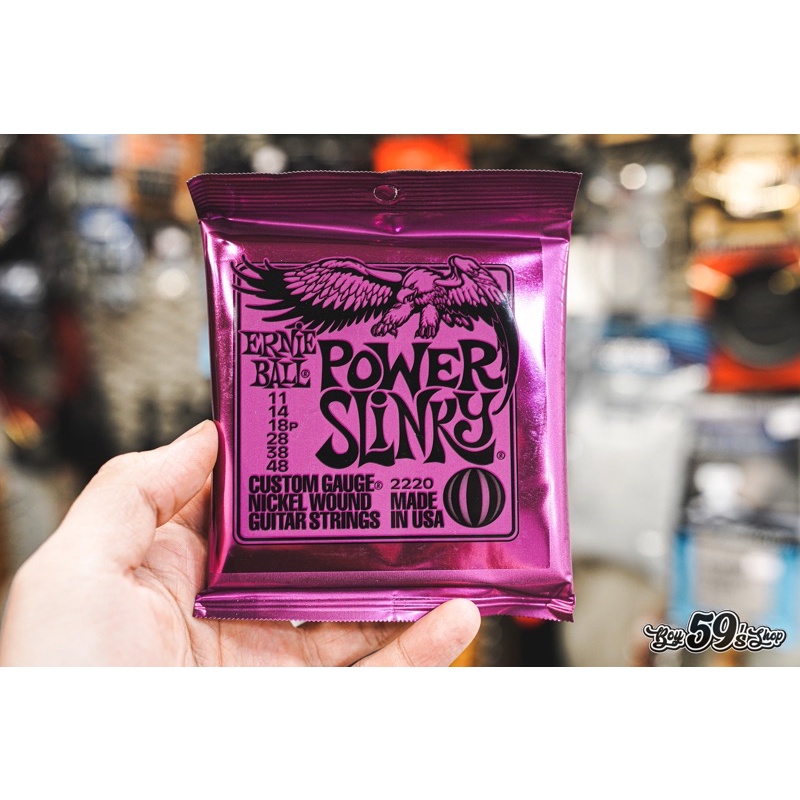 ERNiE
BALL®
POWER
SLiNKY®
11
14
18P
28
38
48
CUSTOM GAUGE®
NICKEL WOUND
GUITAR STRINGS
2220
MADE
IN USA
Boy 59's Shop